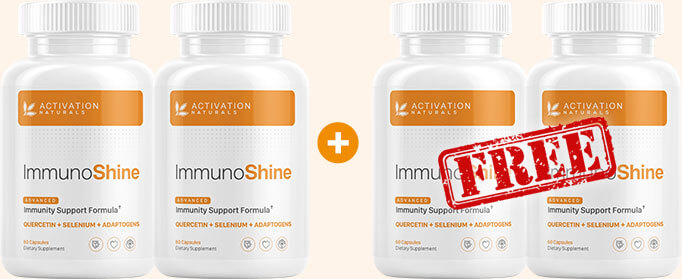 ACTIVATION
NATURALS
ImmunoShine
ADVANCED
Immunity Support Formula†
QUERCETIN + SELENIUM + ADAPTOGENS
60 Capsules
Dietary Supplement
ACTIVATION
NATURALS
ImmunoShine
ADVANCED
Immunity Support Formula†
QUERCETIN + SELENIUM + ADAPTOGENS
60 Capsules
Dietary Supplement
+
ACTIVATION
NATURALS
ImmunoShine
ADVANCED
Immunity Support Formula†
QUERCETIN + SELENIUM + ADAPTOGENS
60 Capsules
Dietary Supplement
FREE
ACTIVATION
NATURALS
Shine
Immunity Support Formula†
QUERCETIN + SELENIUM + ADAPTOGENS
60 Capsules
Dietary Supplement